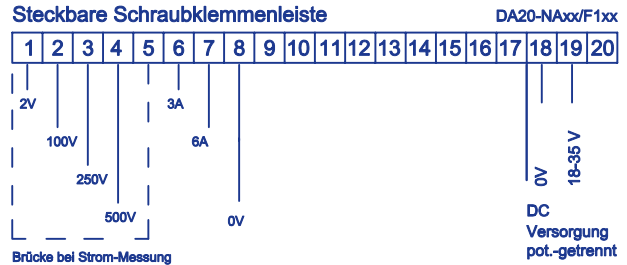 Steckbare Schraubklemmenleiste DA20-NAxx/F1xx
1 2 3 4 5 6 7 8 9 10 11 12 13 14 15 16 17 18 19 20
2V 3A
100V 6A
250V
500V 0V
0V 18-35 V
DC
Versorgung
pot.-getrennt
Brücke bei Strom-Messung